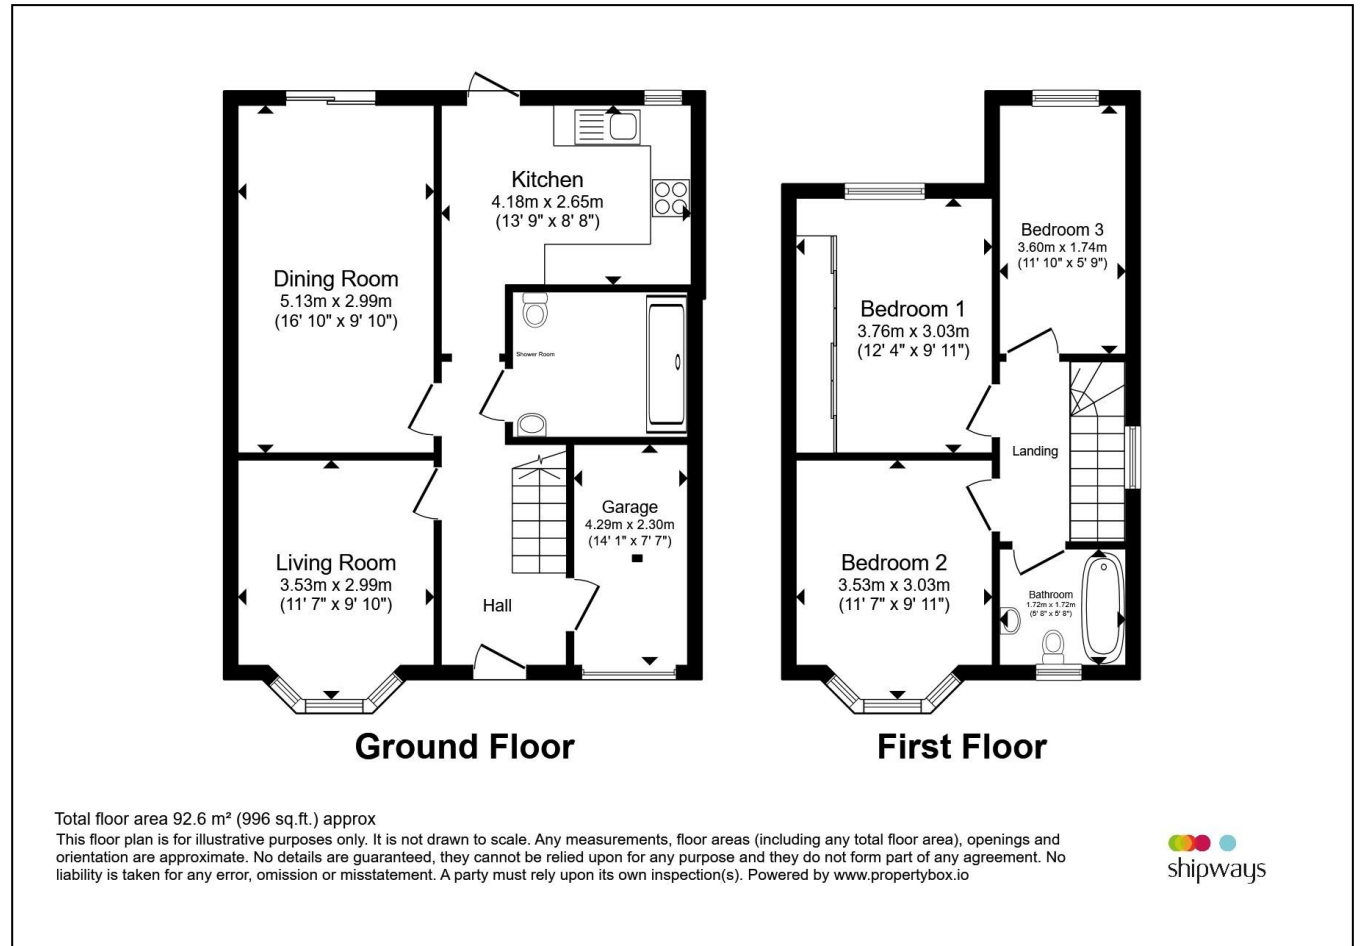 Kitchen
4.18m x 2.65m
(13' 9" x 8' 8")
Dining Room
5.13m x 2.99m
(16' 10" x 9' 10")
Shower Room
Garage
4.29m x 2.30m
(14' 1" x 7' 7")
Living Room
3.53m x 2.99m
(11' 7" x 9' 10")
Hall
Ground Floor
Bedroom 3
3.60m x 1.74m
(11' 10" x 5' 9")
Bedroom 1
3.76m x 3.03m
(12' 4" x 9' 11")
Landing
Bedroom 2
3.53m x 3.03m
(11' 7" x 9' 11")
Bathroom
1.72m x 1.72m
(5' 8" x 5' 8")
First Floor
Total floor area 92.6 m² (996 sq.ft.) approx
This floor plan is for illustrative purposes only. It is not drawn to scale. Any measurements, floor areas (including any total floor area), openings and
orientation are approximate. No details are guaranteed, they cannot be relied upon for any purpose and they do not form part of any agreement. No
liability is taken for any error, omission or misstatement. A party must rely upon its own inspection(s). Powered by www.propertybox.io
shipways